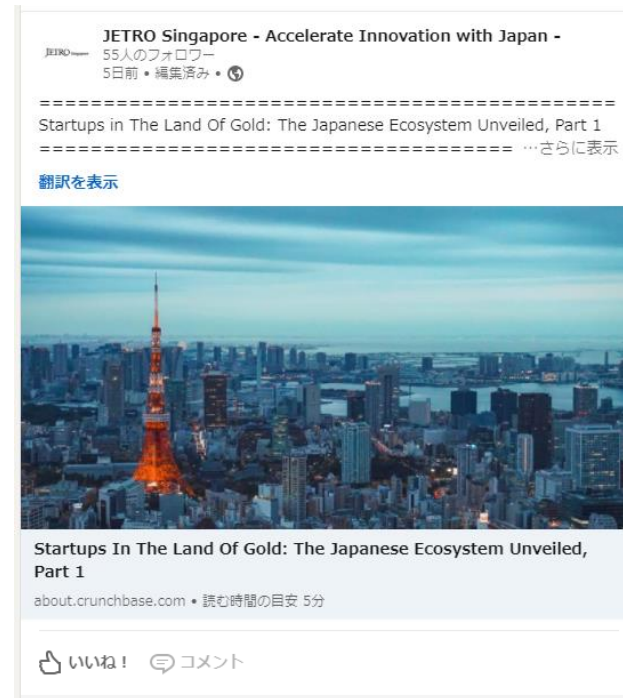 JETRO Singapore
JETRO Singapore - Accelerate Innovation with Japan -
55人のフォロワー
5日前 • 編集済み •
=============================================
Startups in The Land Of Gold: The Japanese Ecosystem Unveiled, Part 1
===================================== …さらに表示
翻訳を表示
Startups In The Land Of Gold: The Japanese Ecosystem Unveiled,
Part 1
about.crunchbase.com • 読む時間の目安 5分
いいね！ コメント